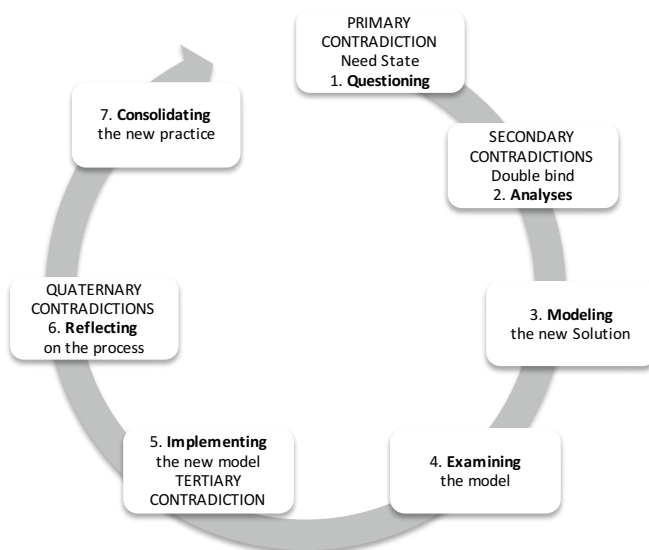 PRIMARY
CONTRADICTION
Need State
1. Questioning
SECONDARY
CONTRADICTIONS
Double bind
2. Analyses
3. Modeling
the new Solution
4. Examining
the model
5. Implementing
the new model
TERTIARY
CONTRADICTION
QUATERNARY
CONTRADICTIONS
6. Reflecting
on the process
7. Consolidating
the new practice